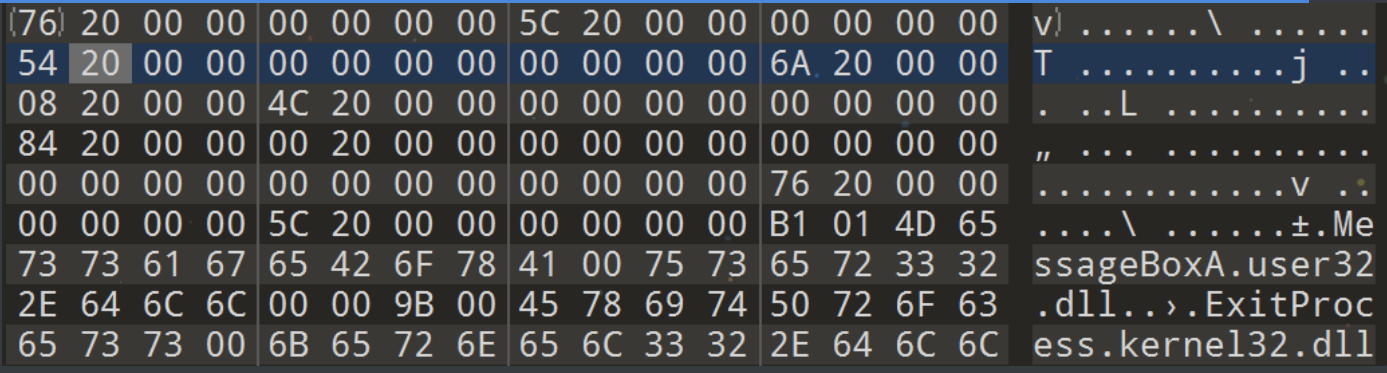 76 20 00 00 00 00 00 00 5C 20 00 00 00 00 00 00 v ......\ ......
54 20 00 00 00 00 00 00 00 00 00 00 6A 20 00 00 T ..........j ..
08 20 00 00 4C 20 00 00 00 00 00 00 00 00 00 00 . ..L ..........
84 20 00 00 00 20 00 00 00 00 00 00 00 00 00 00 „ ... ..........
00 00 00 00 00 00 00 00 00 00 00 00 76 20 00 00 ............v ..
00 00 00 00 5C 20 00 00 00 00 00 00 B1 01 4D 65 ....\ ......±.Me
73 73 61 67 65 42 6F 78 41 00 75 73 65 72 33 32 ssageBoxA.user32
2E 64 6C 6C 00 00 9B 00 45 78 69 74 50 72 6F 63 .dll..›.ExitProc
65 73 73 00 6B 65 72 6E 65 6C 33 32 2E 64 6C 6C ess.kernel32.dll